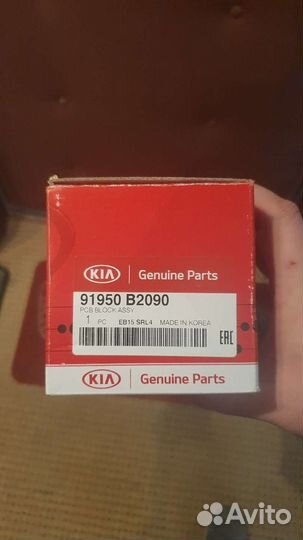 KIA Genuine Parts
91950 B2090
PCB BLOCK ASSY
1 PC EB15 SRL4 MADE IN KOREA
EAC
KIA Genuine Parts
Avito